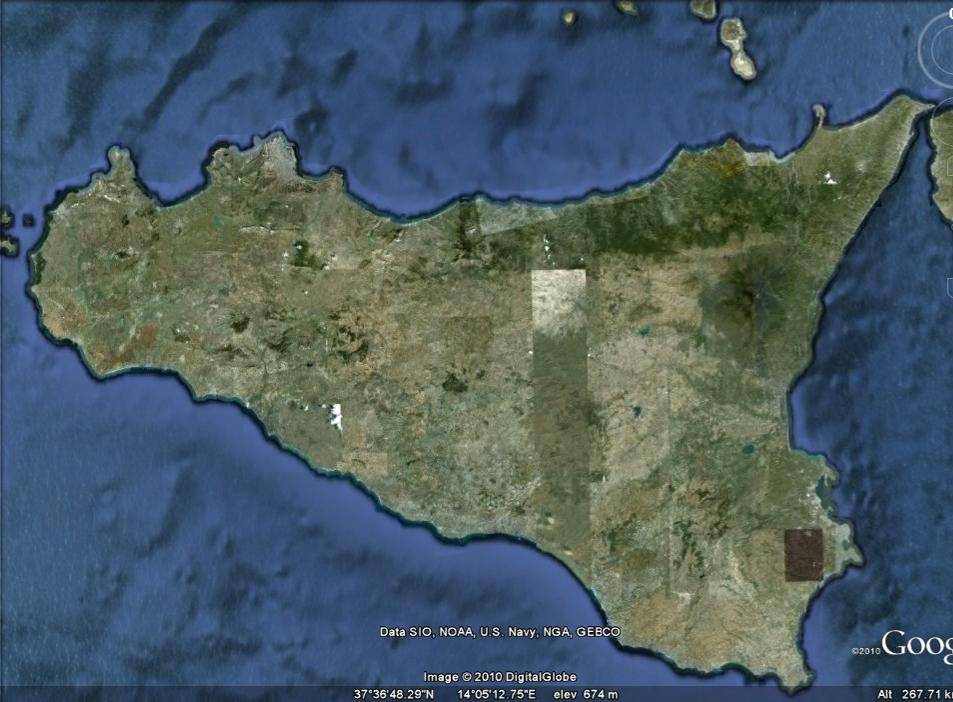 Data SIO, NOAA, U.S. Navy, NGA, GEBCO
©2010 Goog
Image © 2010 DigitalGlobe
37°36'48.29"N 14°05'12.75"E elev 674 m Alt 267.71 k